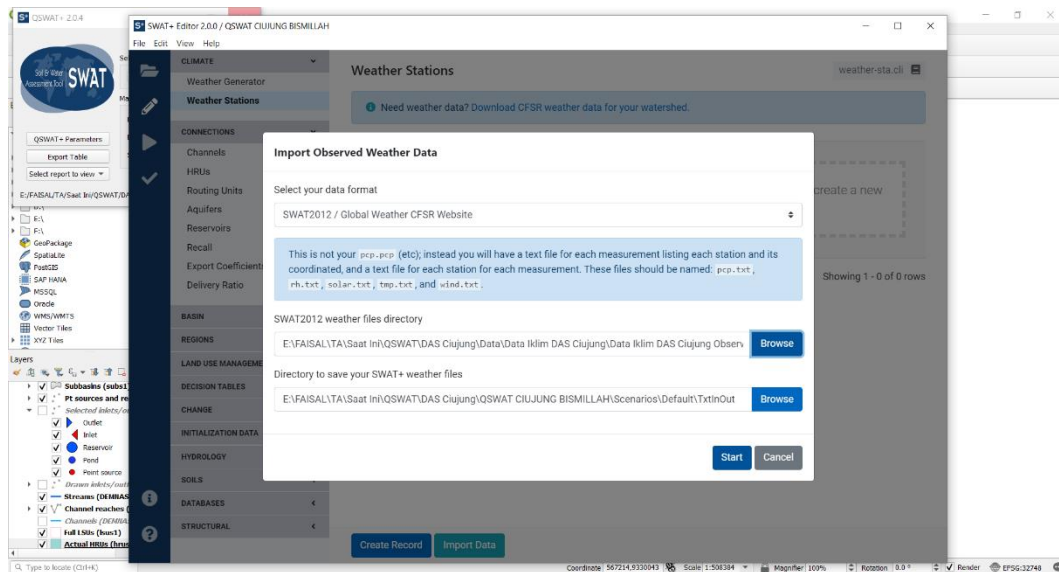 QSWAT+ 2.0.4
SWAT+ Editor 2.0.0 / QSWAT CIUJUNG BISMILLAH
File Edit View Help
Soil & Water
Assessment Tool
SWAT
QSWAT+ Parameters
Export Table
Select report to view
E:/FAISAL/TA/Saat Ini/QSWAT/DA
CLIMATE
Weather Generator
Weather Stations
CONNECTIONS
Channels
HRUs
Routing Units
Aquifers
Reservoirs
Recall
Export Coefficient
Delivery Ratio
BASIN
REGIONS
LAND USE MANAGEME
DECISION TABLES
CHANGE
INITIALIZATION DATA
HYDROLOGY
SOILS
DATABASES
STRUCTURAL
Weather Stations
weather-sta.cli
Need weather data? Download CFSR weather data for your watershed.
create a new
Showing 1 - 0 of 0 rows
Import Observed Weather Data
Select your data format
SWAT2012 / Global Weather CFSR Website
This is not your pcp.pcp (etc); instead you will have a text file for each measurement listing each station and its
coordinated, and a text file for each station for each measurement. These files should be named: pcp.txt,
rh.txt, solar.txt, tmp.txt, and wind.txt.
SWAT2012 weather files directory
E:\FAISAL\TA\Saat Ini\QSWAT\DAS Ciujung\Data\Data Iklim DAS Ciujung\Data Iklim DAS Ciujung Observ
Browse
Directory to save your SWAT+ weather files
E:\FAISAL\TA\Saat Ini\QSWAT\DAS Ciujung\QSWAT CIUJUNG BISMILLAH\Scenarios\Default\TxtInOut
Browse
Start Cancel
Create Record Import Data
D:\
E:\
F:\
GeoPackage
SpatiaLite
PostGIS
SAP HANA
MSSQL
Oracle
WMS/WMTS
Vector Tiles
XYZ Tiles
Layers
Subbasins (subs1
Pt sources and re
Selected inlets/o
Outlet
Inlet
Reservoir
Pond
Point source
Drawn inlets/outl
Streams (DEMNAS
Channel reaches (
Channels (DEMNA
Full LSUs (lsus1)
Actual HRUs (hrus
Type to locate (Ctrl+K)
Coordinate 567214,9330043 Scale 1:508384 Magnifier 100% Rotation 0.0 ° Render EPSG:32748